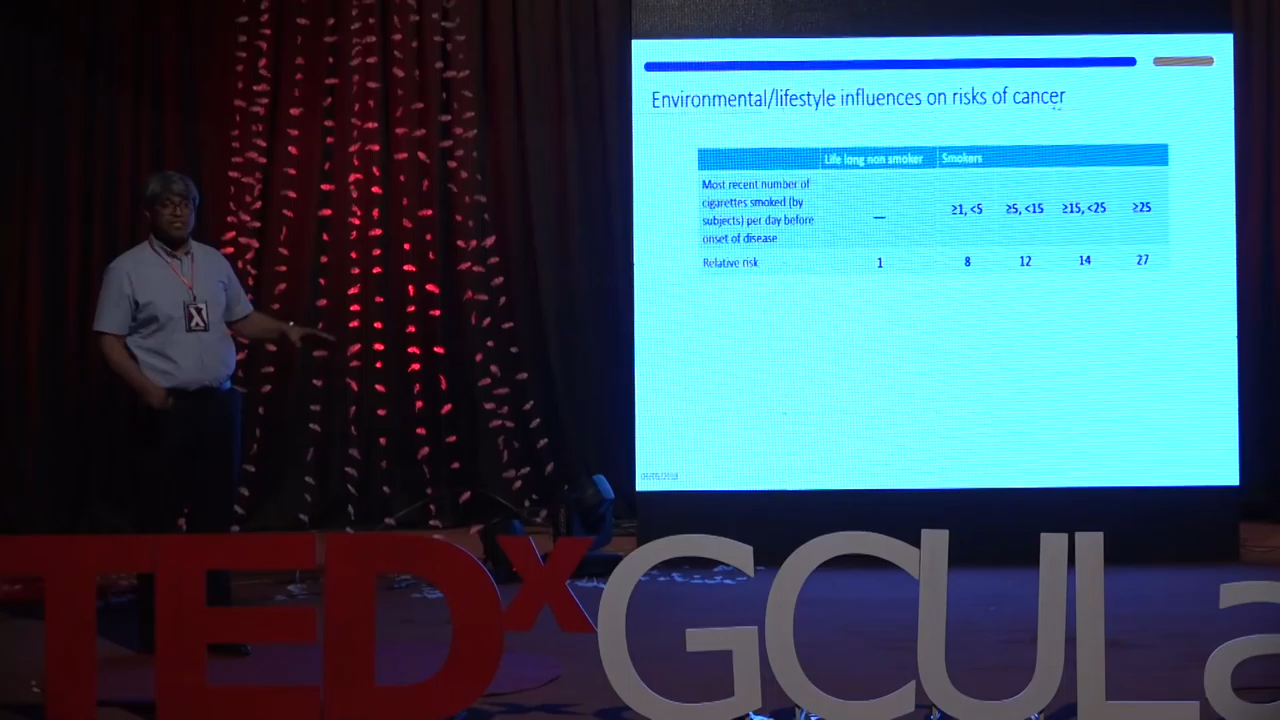 Environmental/lifestyle influences on risks of cancer
Life long non smoker Smokers
Most recent number of
cigarettes smoked (by
subjects) per day before
onset of disease
— ≥1, <5 ≥5, <15 ≥15, <25 ≥25
Relative risk 1 8 12 14 27
X
TEDxGCULa